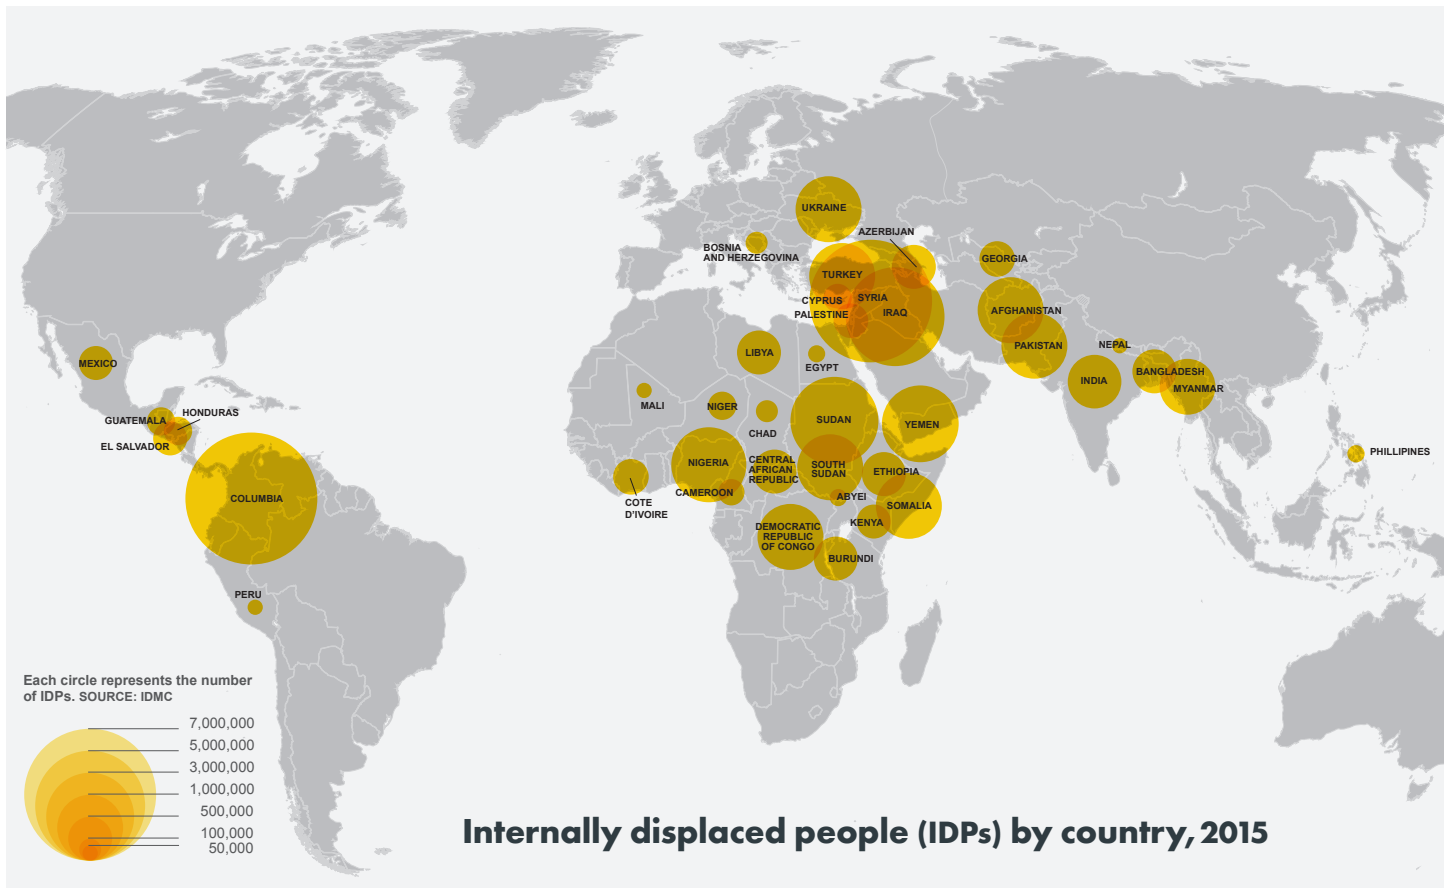 UKRAINE
AZERBIJAN
BOSNIA
AND HERZEGOVINA
GEORGIA
TURKEY
CYPRUS
SYRIA
PALESTINE
IRAQ
AFGHANISTAN
PAKISTAN
NEPAL
LIBYA
EGYPT
MEXICO
INDIA
BANGLADESH
MYANMAR
MALI
NIGER
CHAD
SUDAN
YEMEN
GUATEMALA
HONDURAS
EL SALVADOR
PHILLIPINES
NIGERIA
CENTRAL
AFRICAN
REPUBLIC
SOUTH
SUDAN
ETHIOPIA
COLUMBIA
CAMEROON
ABYEI
COTE
D'IVOIRE
SOMALIA
KENYA
DEMOCRATIC
REPUBLIC
OF CONGO
BURUNDI
PERU
Each circle represents the number
of IDPs. SOURCE: IDMC
7,000,000
5,000,000
3,000,000
1,000,000
500,000
100,000
50,000
Internally displaced people (IDPs) by country, 2015